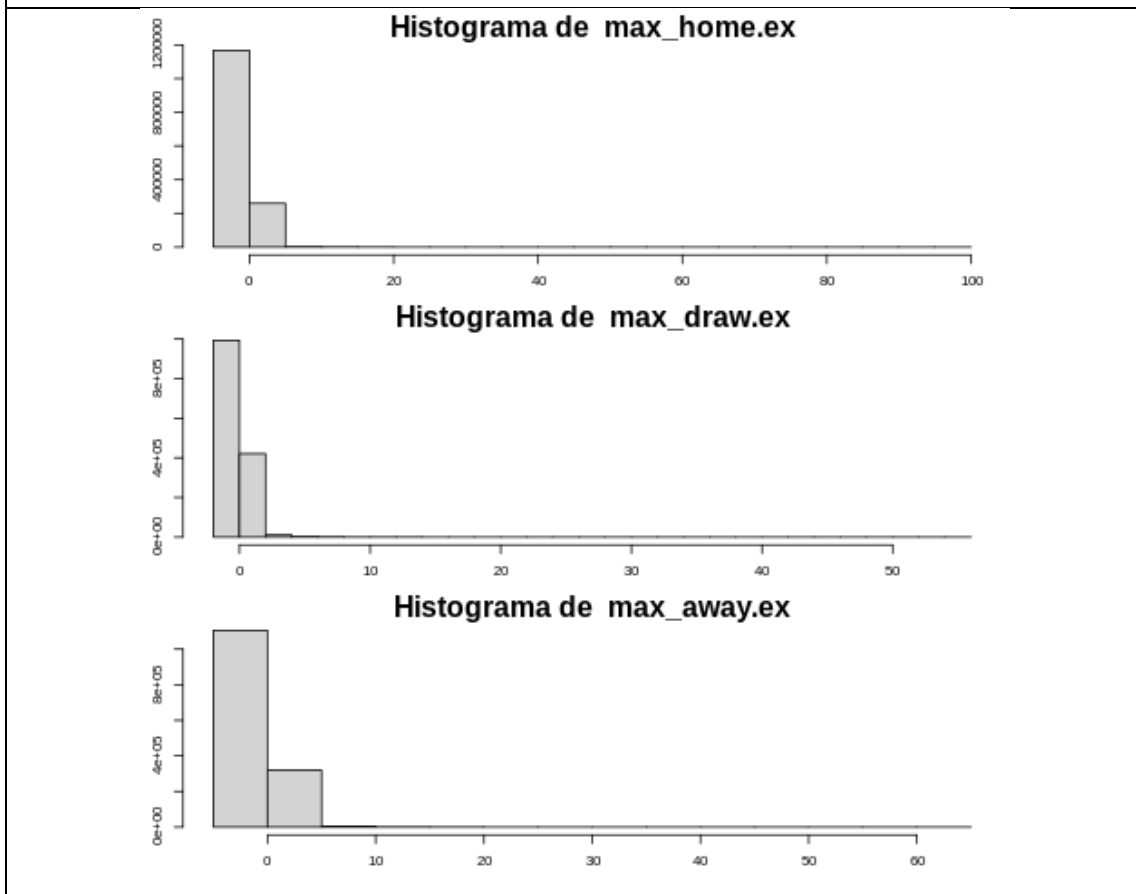 Histograma de  max_home.ex
1200000
800000
400000
0
0 20 40 60 80 100
Histograma de  max_draw.ex
8e+05
4e+05
0e+00
0 10 20 30 40 50
Histograma de  max_away.ex
8e+05
4e+05
0e+00
0 10 20 30 40 50 60